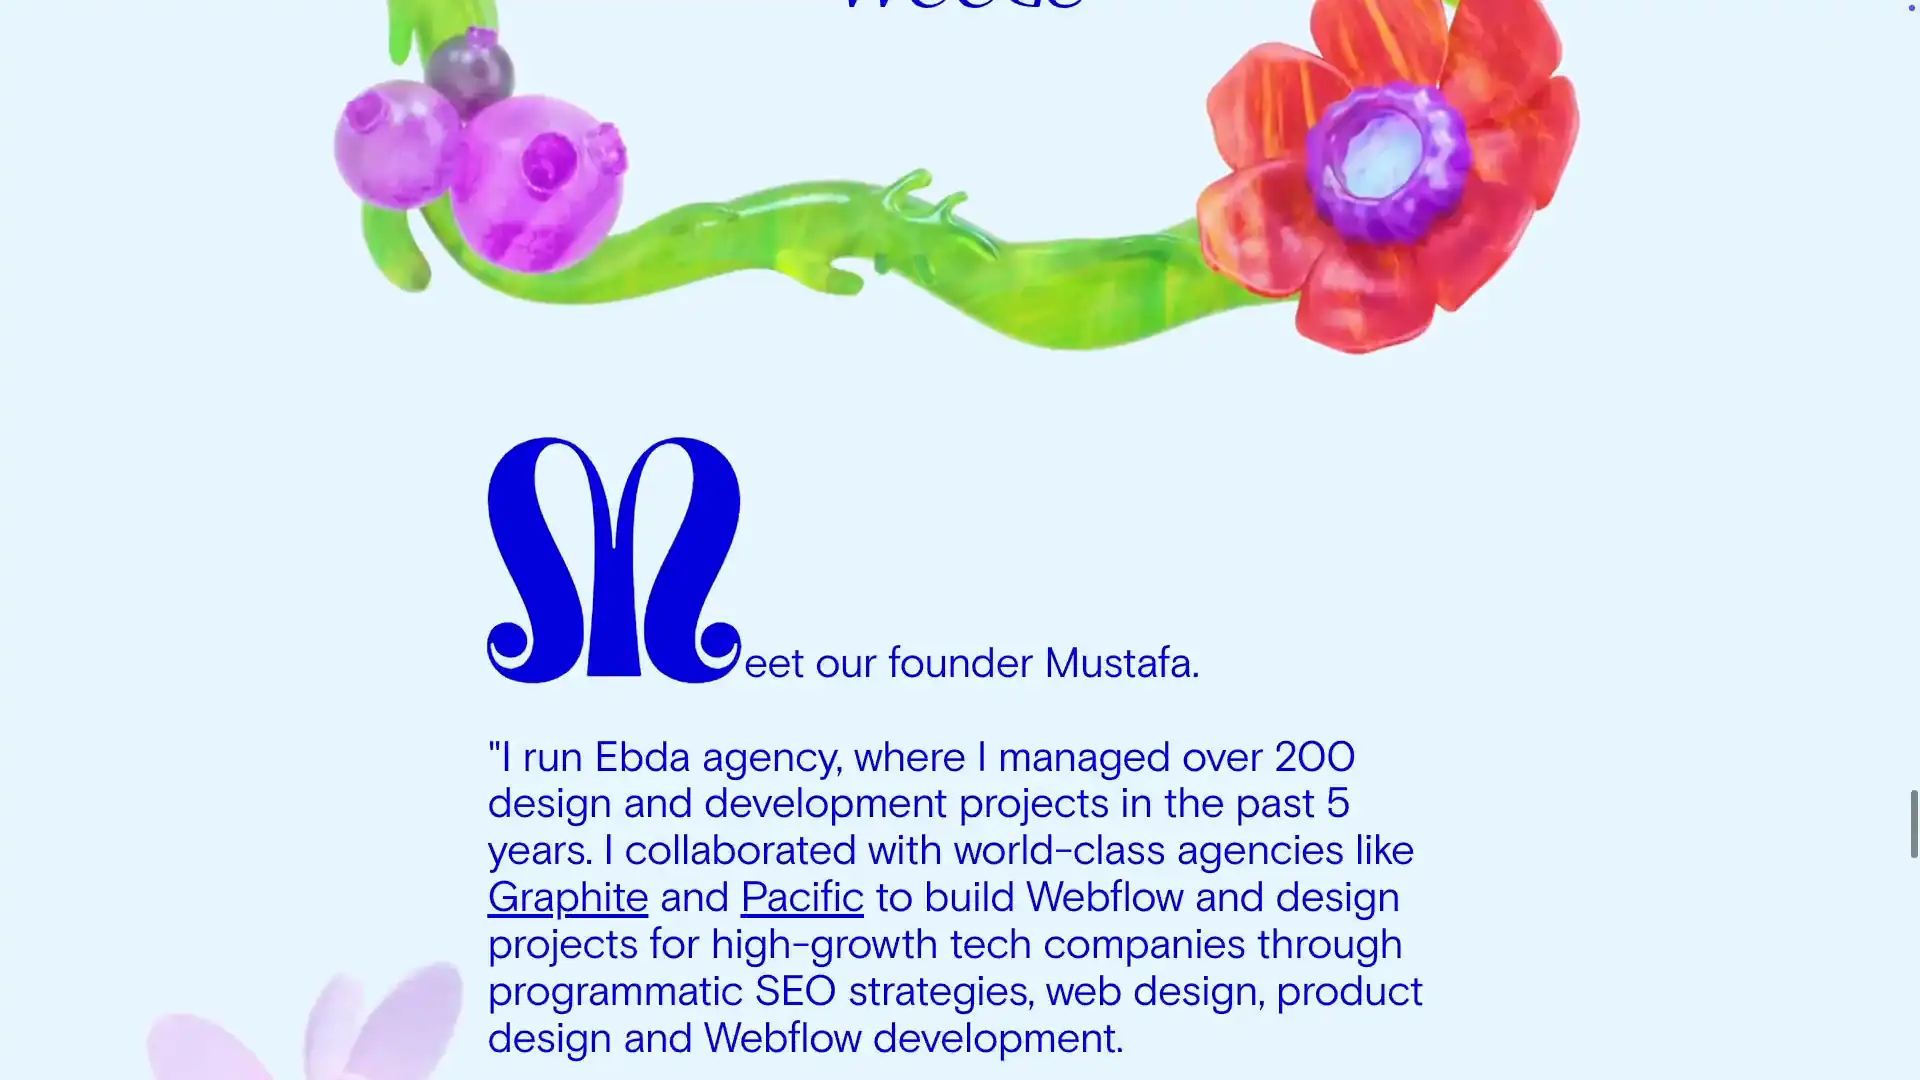 Meet our founder Mustafa.
"I run Ebda agency, where I managed over 200
design and development projects in the past 5
years. I collaborated with world-class agencies like
Graphite and Pacific to build Webflow and design
projects for high-growth tech companies through
programmatic SEO strategies, web design, product
design and Webflow development.